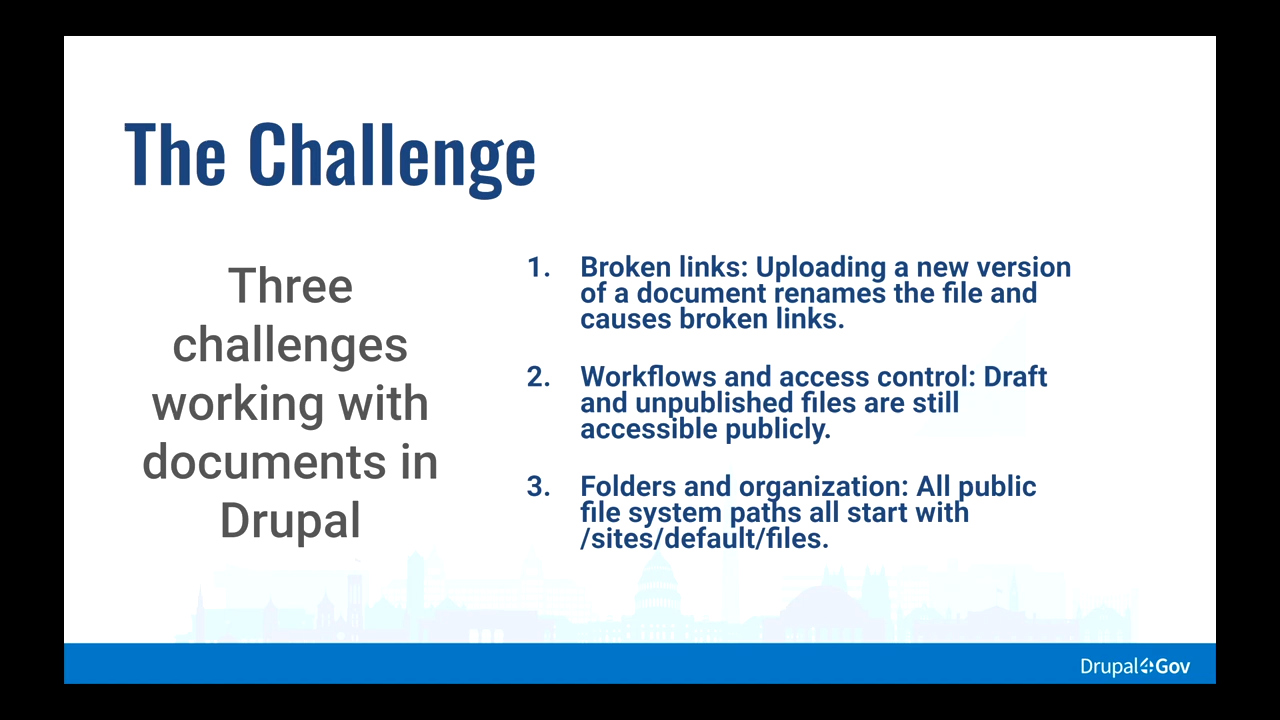 The Challenge
Three
challenges
working with
documents in
Drupal
1. Broken links: Uploading a new version
of a document renames the file and
causes broken links.
2. Workflows and access control: Draft
and unpublished files are still
accessible publicly.
3. Folders and organization: All public
file system paths all start with
/sites/default/files.
Drupal4Gov